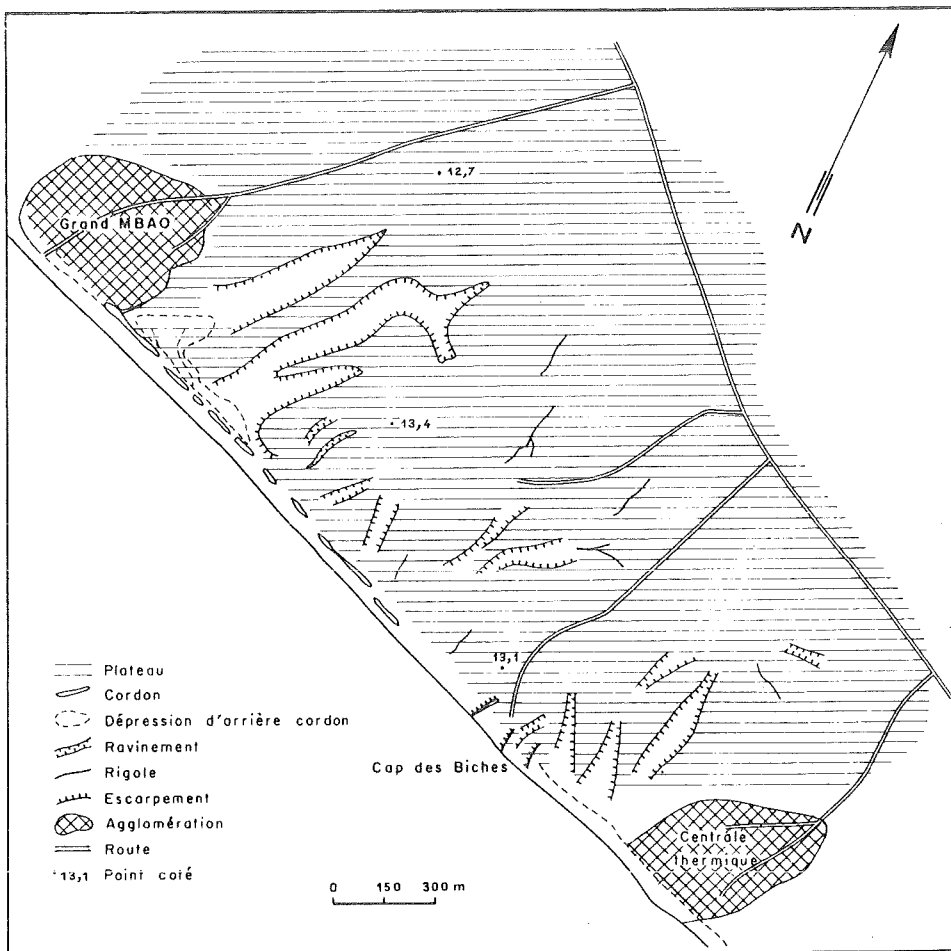 N
12,7
Grand MBAO
13,4
13,1
Plateau
Cordon
Dépression d'arrière cordon
Ravinement
Rigole
Escarpement
Agglomération
Route
13,1 Point coté
Cap des Biches
Centrale
thermique
0 150 300 m